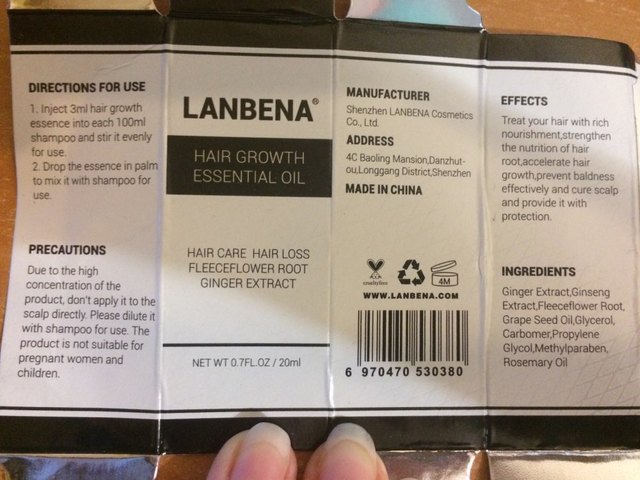 DIRECTIONS FOR USE
1. Inject 3ml hair growth
essence into each 100ml
shampoo and stir it evenly
for use.
2. Drop the essence in palm
to mix it with shampoo for
use.
PRECAUTIONS
Due to the high
concentration of the
product, don't apply it to the
scalp directly. Please dilute it
with shampoo for use. The
product is not suitable for
pregnant women and
children.
LANBENA®
HAIR GROWTH
ESSENTIAL OIL
HAIR CARE HAIR LOSS
FLEECEFLOWER ROOT
GINGER EXTRACT
NET WT 0.7FL.OZ / 20ml
MANUFACTURER
Shenzhen LANBENA Cosmetics
Co., Ltd.
ADDRESS
4C Baoling Mansion,Danzhut-
ou,Longgang District,Shenzhen
MADE IN CHINA
crueltyfree
4M
WWW.LANBENA.COM
6 970470 530380
EFFECTS
Treat your hair with rich
nourishment,strengthen
the nutrition of hair
root,accelerate hair
growth,prevent baldness
effectively and cure scalp
and provide it with
protection.
INGREDIENTS
Ginger Extract,Ginseng
Extract,Fleeceflower Root,
Grape Seed Oil,Glycerol,
Carbomer,Propylene
Glycol,Methylparaben,
Rosemary Oil